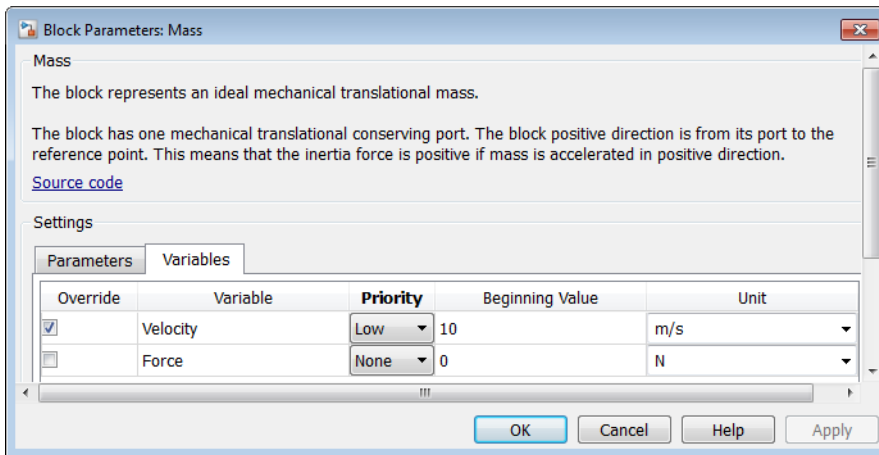 Block Parameters: Mass
Mass
The block represents an ideal mechanical translational mass.
The block has one mechanical translational conserving port. The block positive direction is from its port to the
reference point. This means that the inertia force is positive if mass is accelerated in positive direction.
Source code
Settings
Parameters Variables
Override Variable Priority Beginning Value Unit
Velocity Low 10 m/s
Force None 0 N
OK Cancel Help Apply